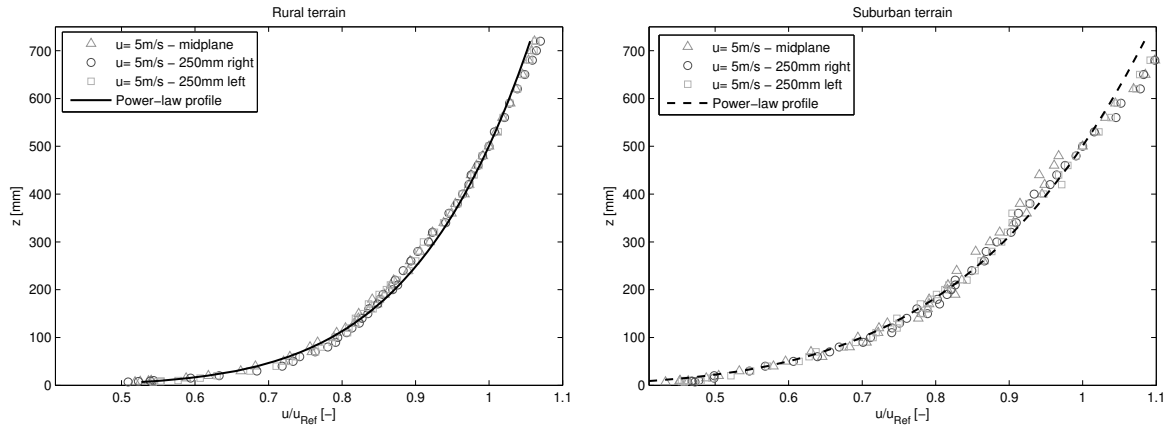 Rural terrain
700
600
500
400
300
200
100
0
z [mm]
u= 5m/s − midplane
u= 5m/s − 250mm right
u= 5m/s − 250mm left
Power−law profile
0.5 0.6 0.7 0.8 0.9 1 1.1
u/uRef [−]
Suburban terrain
700
600
500
400
300
200
100
0
z [mm]
u= 5m/s − midplane
u= 5m/s − 250mm right
u= 5m/s − 250mm left
Power−law profile
0.5 0.6 0.7 0.8 0.9 1 1.1
u/uRef [−]